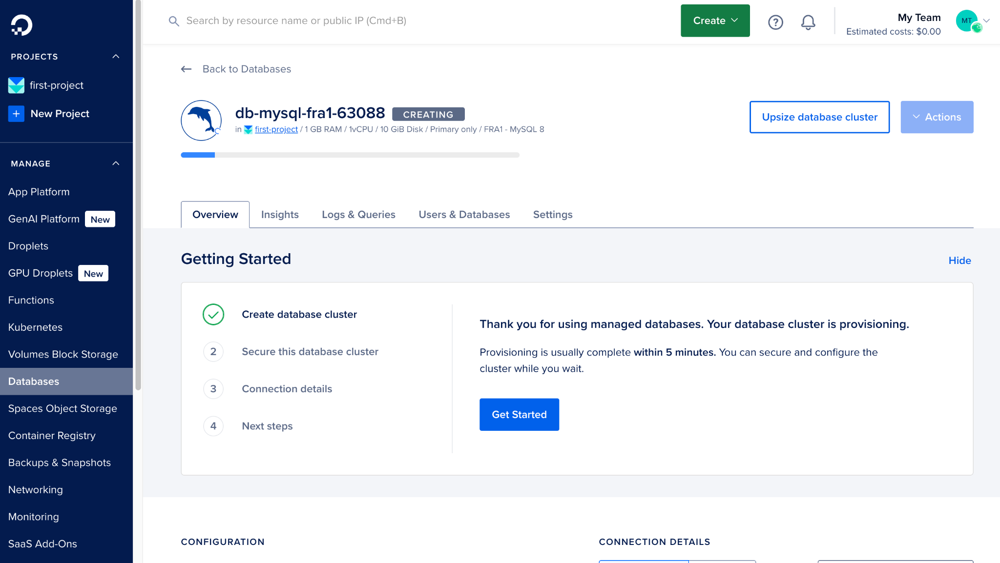 Search by resource name or public IP (Cmd+B)
Create
My Team
Estimated costs: $0.00
MT
PROJECTS
first-project
+ New Project
MANAGE
App Platform
GenAI Platform New
Droplets
GPU Droplets New
Functions
Kubernetes
Volumes Block Storage
Databases
Spaces Object Storage
Container Registry
Backups & Snapshots
Networking
Monitoring
SaaS Add-Ons
Back to Databases
db-mysql-fra1-63088 CREATING
in first-project / 1 GB RAM / 1vCPU / 10 GiB Disk / Primary only / FRA1 - MySQL 8
Upsize database cluster
Actions
Overview
Insights
Logs & Queries
Users & Databases
Settings
Getting Started
Hide
Create database cluster
2 Secure this database cluster
3 Connection details
4 Next steps
Thank you for using managed databases. Your database cluster is provisioning.
Provisioning is usually complete within 5 minutes. You can secure and configure the
cluster while you wait.
Get Started
CONFIGURATION
CONNECTION DETAILS